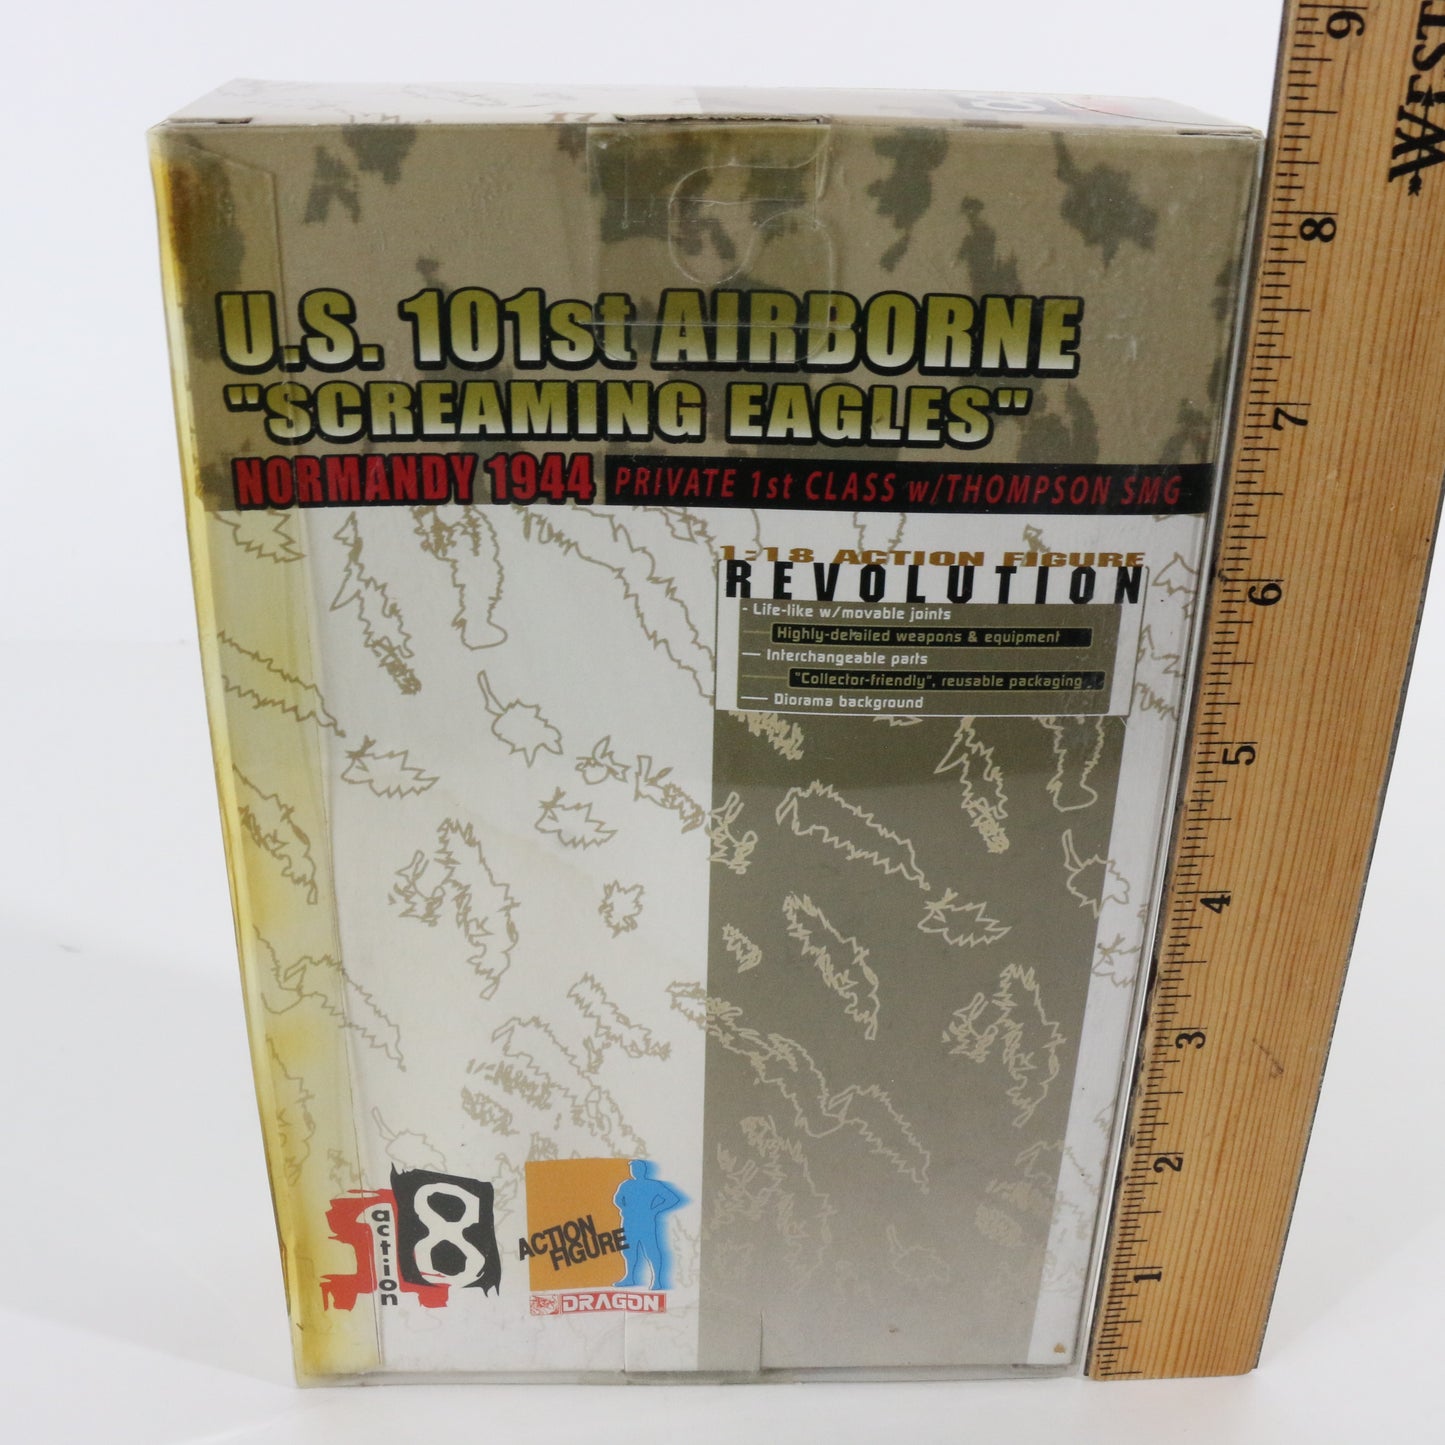 U.S. 101st AIRBORNE
"SCREAMING EAGLES"
NORMANDY 1944 PRIVATE 1st CLASS w/THOMPSON SMG
1:18 ACTION FIGURE
REVOLUTION
- Life-like w/movable joints
Highly-detailed weapons & equipment
— Interchangeable parts
"Collector-friendly", reusable packaging
— Diorama background
1 action 8
ACTION
FIGURE
DRAGON
9
8
7
6
5
4
3
2
1